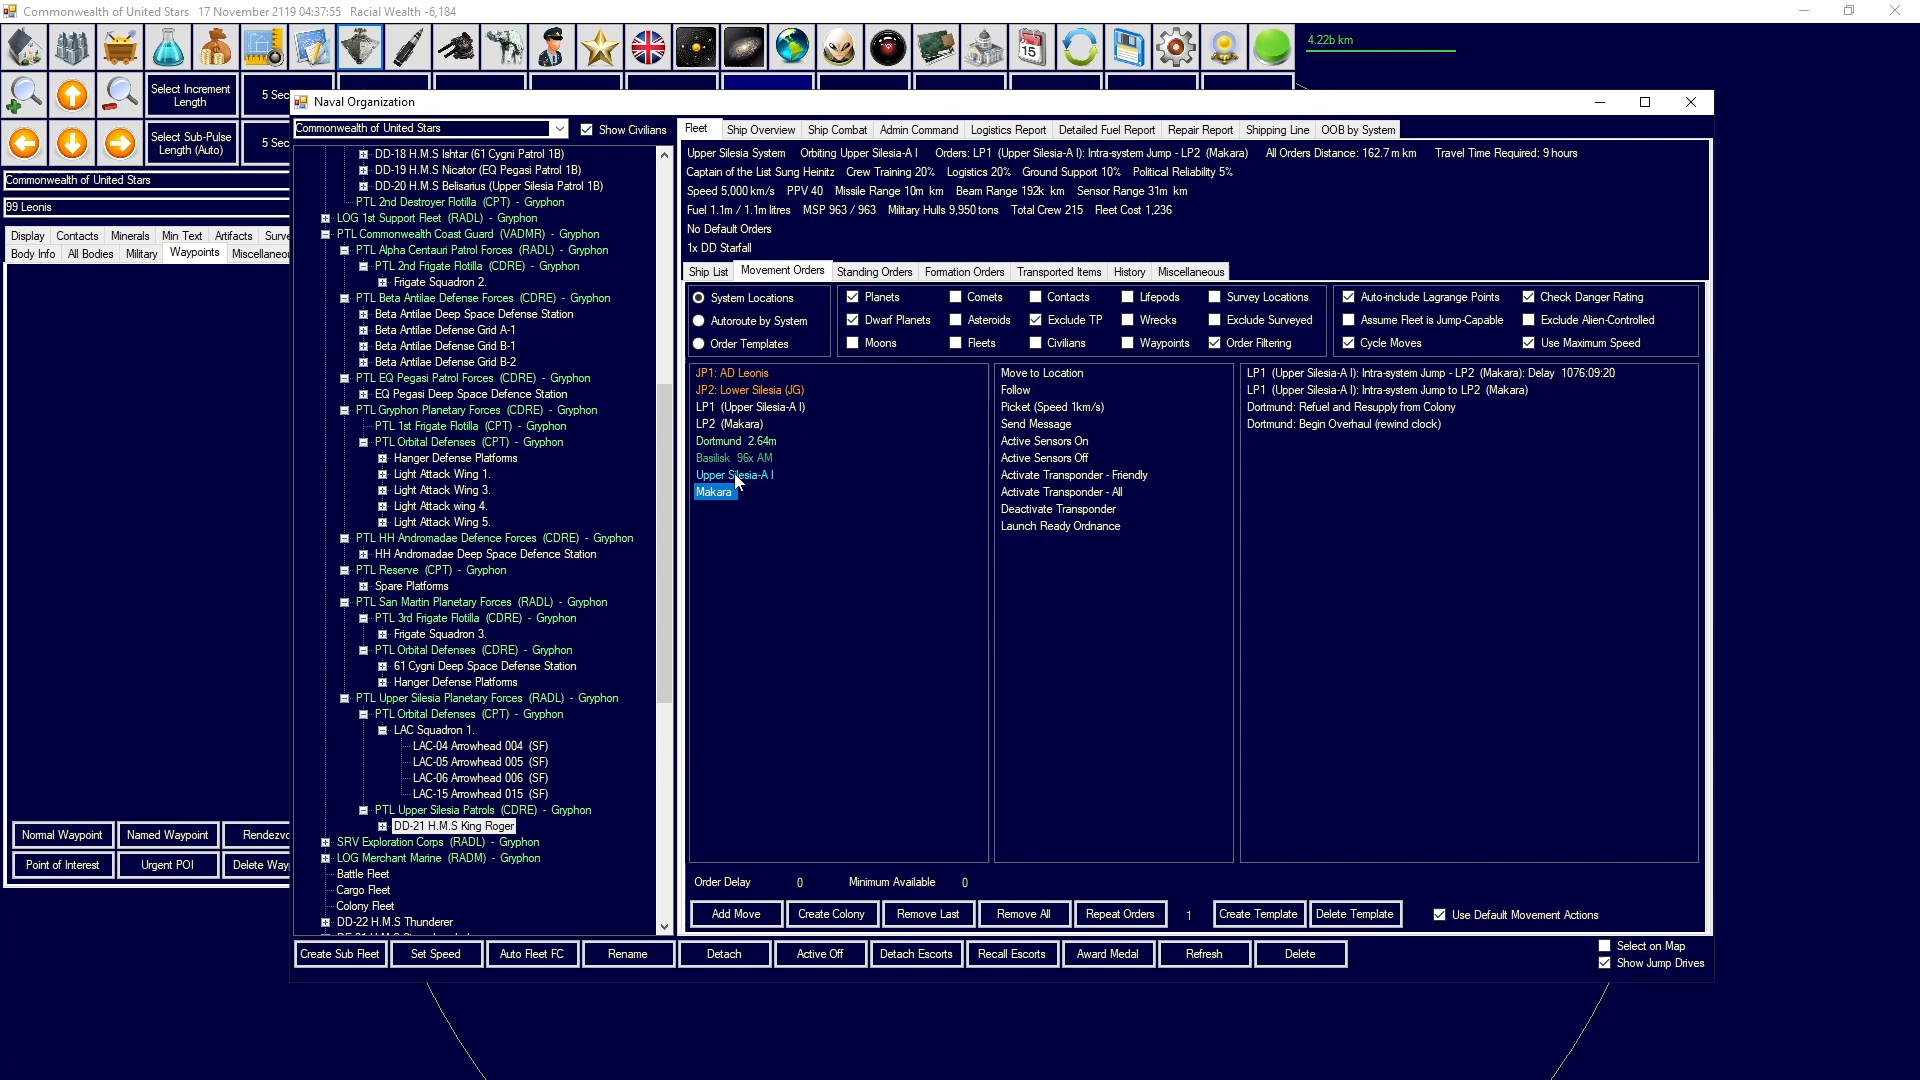 Commonwealth of United Stars   17 November 2119 04:37:55   Racial Wealth -6,184
4.22b km
Select Increment Length
5 Sec
Select Sub-Pulse Length (Auto)
5 Sec
Commonwealth of United Stars
99 Leonis
Display   Contacts   Minerals   Min Text   Artifacts   Surve
Body Info   All Bodies   Military   Waypoints   Miscellaneou
Normal Waypoint   Named Waypoint   Rendezvo
Point of Interest   Urgent POI   Delete Way
Naval Organization
Commonwealth of United Stars   Show Civilians
DD-18 H.M.S Ishtar (61 Cygni Patrol 1B)
DD-19 H.M.S Nicator (EQ Pegasi Patrol 1B)
DD-20 H.M.S Belisarius (Upper Silesia Patrol 1B)
PTL 2nd Destroyer Flotilla (CPT) - Gryphon
LOG 1st Support Fleet (RADL) - Gryphon
PTL Commonwealth Coast Guard (VADMR) - Gryphon
PTL Alpha Centauri Patrol Forces (RADL) - Gryphon
PTL 2nd Frigate Flotilla (CDRE) - Gryphon
Frigate Squadron 2.
PTL Beta Antilae Defense Forces (CDRE) - Gryphon
Beta Antilae Deep Space Defense Station
Beta Antilae Defense Grid A-1
Beta Antilae Defense Grid B-1
Beta Antilae Defense Grid B-2
PTL EQ Pegasi Patrol Forces (CDRE) - Gryphon
EQ Pegasi Deep Space Defence Station
PTL Gryphon Planetary Forces (CDRE) - Gryphon
PTL 1st Frigate Flotilla (CPT) - Gryphon
PTL Orbital Defenses (CPT) - Gryphon
Hanger Defense Platforms
Light Attack Wing 1.
Light Attack Wing 3.
Light Attack wing 4.
Light Attack Wing 5.
PTL HH Andromadae Defence Forces (CDRE) - Gryphon
HH Andromadae Deep Space Defence Station
PTL Reserve (CPT) - Gryphon
Spare Platforms
PTL San Martin Planetary Forces (RADL) - Gryphon
PTL 3rd Frigate Flotilla (CDRE) - Gryphon
Frigate Squadron 3.
PTL Orbital Defenses (CDRE) - Gryphon
61 Cygni Deep Space Defense Station
Hanger Defense Platforms
PTL Upper Silesia Planetary Forces (RADL) - Gryphon
PTL Orbital Defenses (CPT) - Gryphon
LAC Squadron 1.
LAC-04 Arrowhead 004 (SF)
LAC-05 Arrowhead 005 (SF)
LAC-06 Arrowhead 006 (SF)
LAC-15 Arrowhead 015 (SF)
PTL Upper Silesia Patrols (CDRE) - Gryphon
DD-21 H.M.S King Roger
SRV Exploration Corps (RADL) - Gryphon
LOG Merchant Marine (RADM) - Gryphon
Battle Fleet
Cargo Fleet
Colony Fleet
DD-22 H.M.S Thunderer
Fleet   Ship Overview   Ship Combat   Admin Command   Logistics Report   Detailed Fuel Report   Repair Report   Shipping Line   OOB by System
Upper Silesia System   Orbiting Upper Silesia-A I   Orders: LP1 (Upper Silesia-A I): Intra-system Jump - LP2 (Makara)   All Orders Distance: 162.7m km   Travel Time Required: 9 hours
Captain of the List Sung Heinitz   Crew Training 20%   Logistics 20%   Ground Support 10%   Political Reliability 5%
Speed 5,000 km/s   PPV 40   Missile Range 10m km   Beam Range 192k km   Sensor Range 31m km
Fuel 1.1m / 1.1m litres   MSP 963 / 963   Military Hulls 9,950 tons   Total Crew 215   Fleet Cost 1,236
No Default Orders
1x DD Starfall
Ship List   Movement Orders   Standing Orders   Formation Orders   Transported Items   History   Miscellaneous
System Locations   Planets   Comets   Contacts   Lifepods   Survey Locations   Auto-include Lagrange Points   Check Danger Rating
Autoroute by System   Dwarf Planets   Asteroids   Exclude TP   Wrecks   Exclude Surveyed   Assume Fleet is Jump-Capable   Exclude Alien-Controlled
Order Templates   Moons   Fleets   Civilians   Waypoints   Order Filtering   Cycle Moves   Use Maximum Speed
JP1: AD Leonis
JP2: Lower Silesia (JG)
LP1 (Upper Silesia-A I)
LP2 (Makara)
Dortmund 2.64m
Basilisk 96x AM
Upper Silesia-A I
Makara
Move to Location
Follow
Picket (Speed 1km/s)
Send Message
Active Sensors On
Active Sensors Off
Activate Transponder - Friendly
Activate Transponder - All
Deactivate Transponder
Launch Ready Ordnance
LP1 (Upper Silesia-A I): Intra-system Jump - LP2 (Makara): Delay 1076:09:20
LP1 (Upper Silesia-A I): Intra-system Jump to LP2 (Makara)
Dortmund: Refuel and Resupply from Colony
Dortmund: Begin Overhaul (rewind clock)
Order Delay   0   Minimum Available   0
Add Move   Create Colony   Remove Last   Remove All   Repeat Orders   1   Create Template   Delete Template   Use Default Movement Actions
Create Sub Fleet   Set Speed   Auto Fleet FC   Rename   Detach   Active Off   Detach Escorts   Recall Escorts   Award Medal   Refresh   Delete
Select on Map
Show Jump Drives